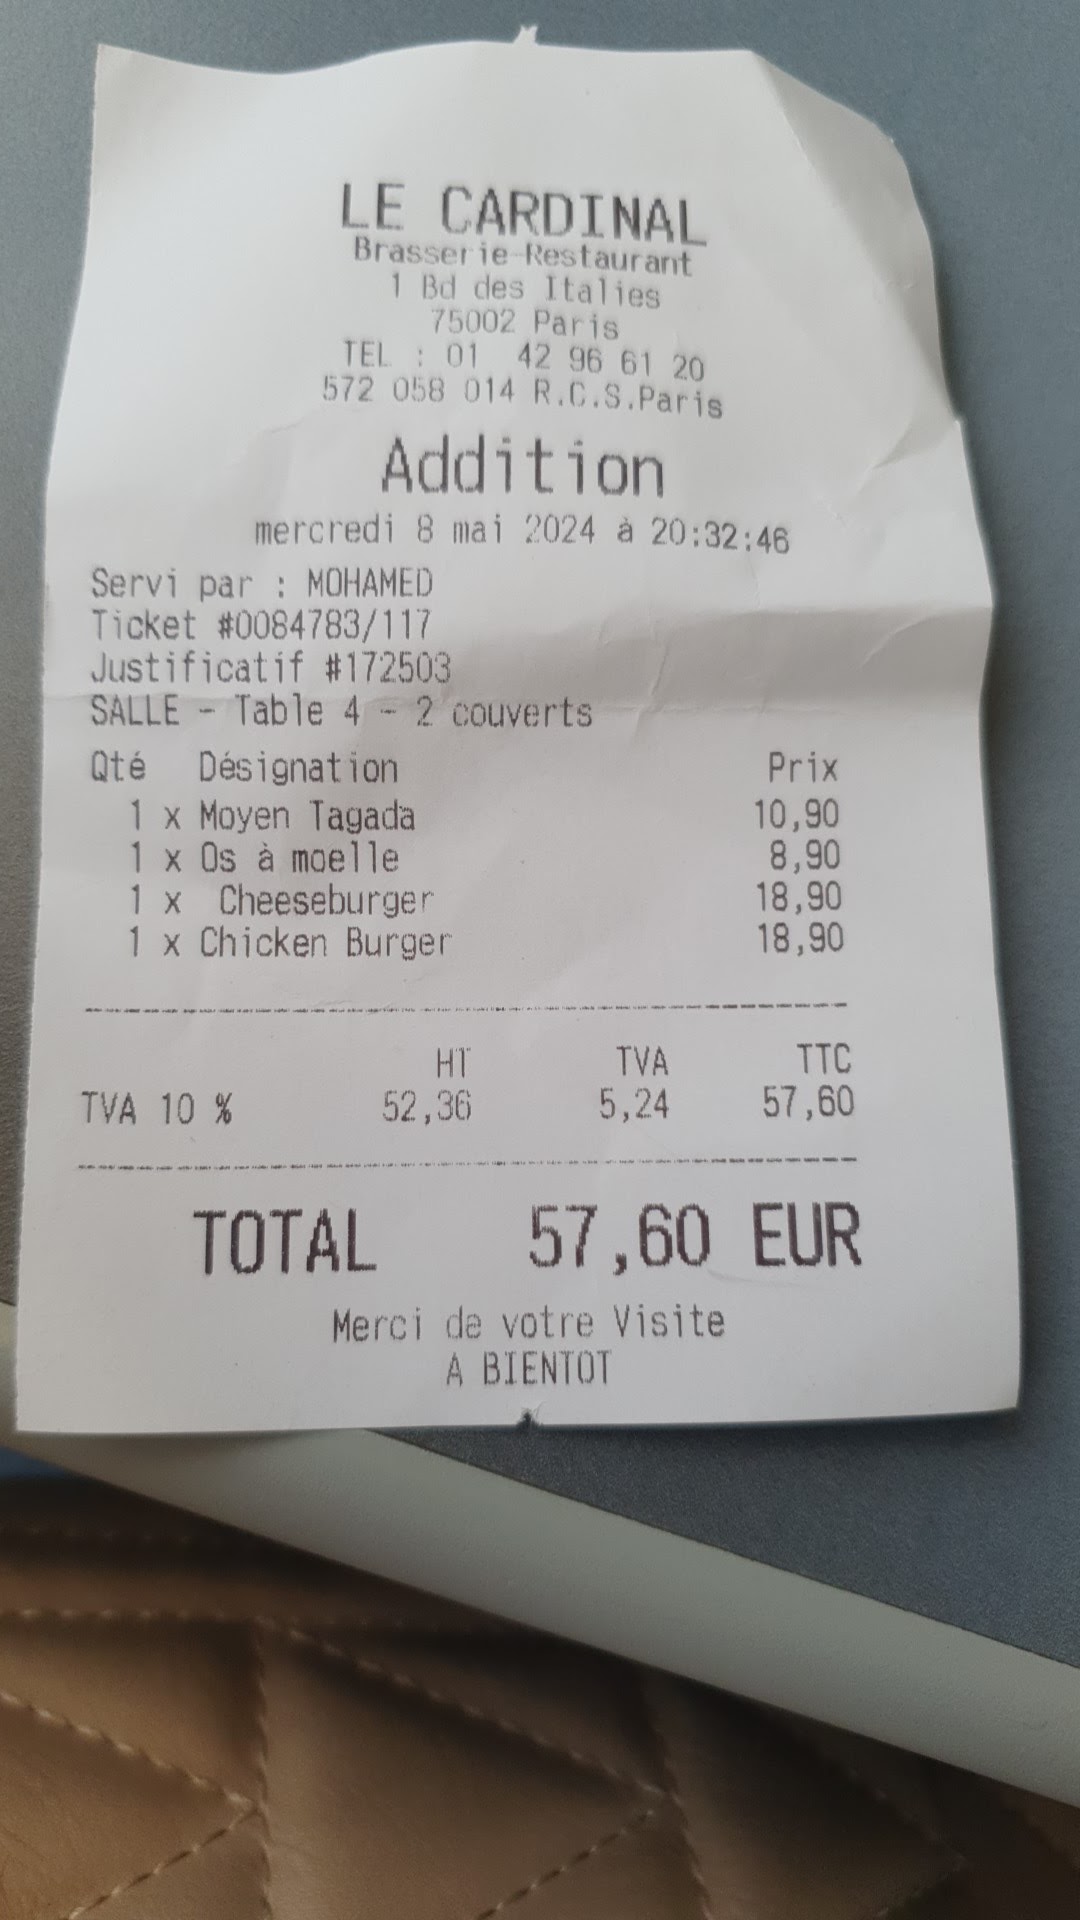 LE CARDINAL
Brasserie-Restaurant
1 Bd des Italies
75002 Paris
TEL : 01 42 96 61 20
572 058 014 R.C.S.Paris
Addition
mercredi 8 mai 2024 à 20:32:46
Servi par : MOHAMED
Ticket #0084783/117
Justificatif #172503
SALLE - Table 4 - 2 couverts
Qté Désignation Prix
1 x Moyen Tagada 10,90
1 x Os à moelle 8,90
1 x Cheeseburger 18,90
1 x Chicken Burger 18,90
HT TVA TTC
TVA 10 % 52,36 5,24 57,60
TOTAL 57,60 EUR
Merci de votre Visite
A BIENTOT